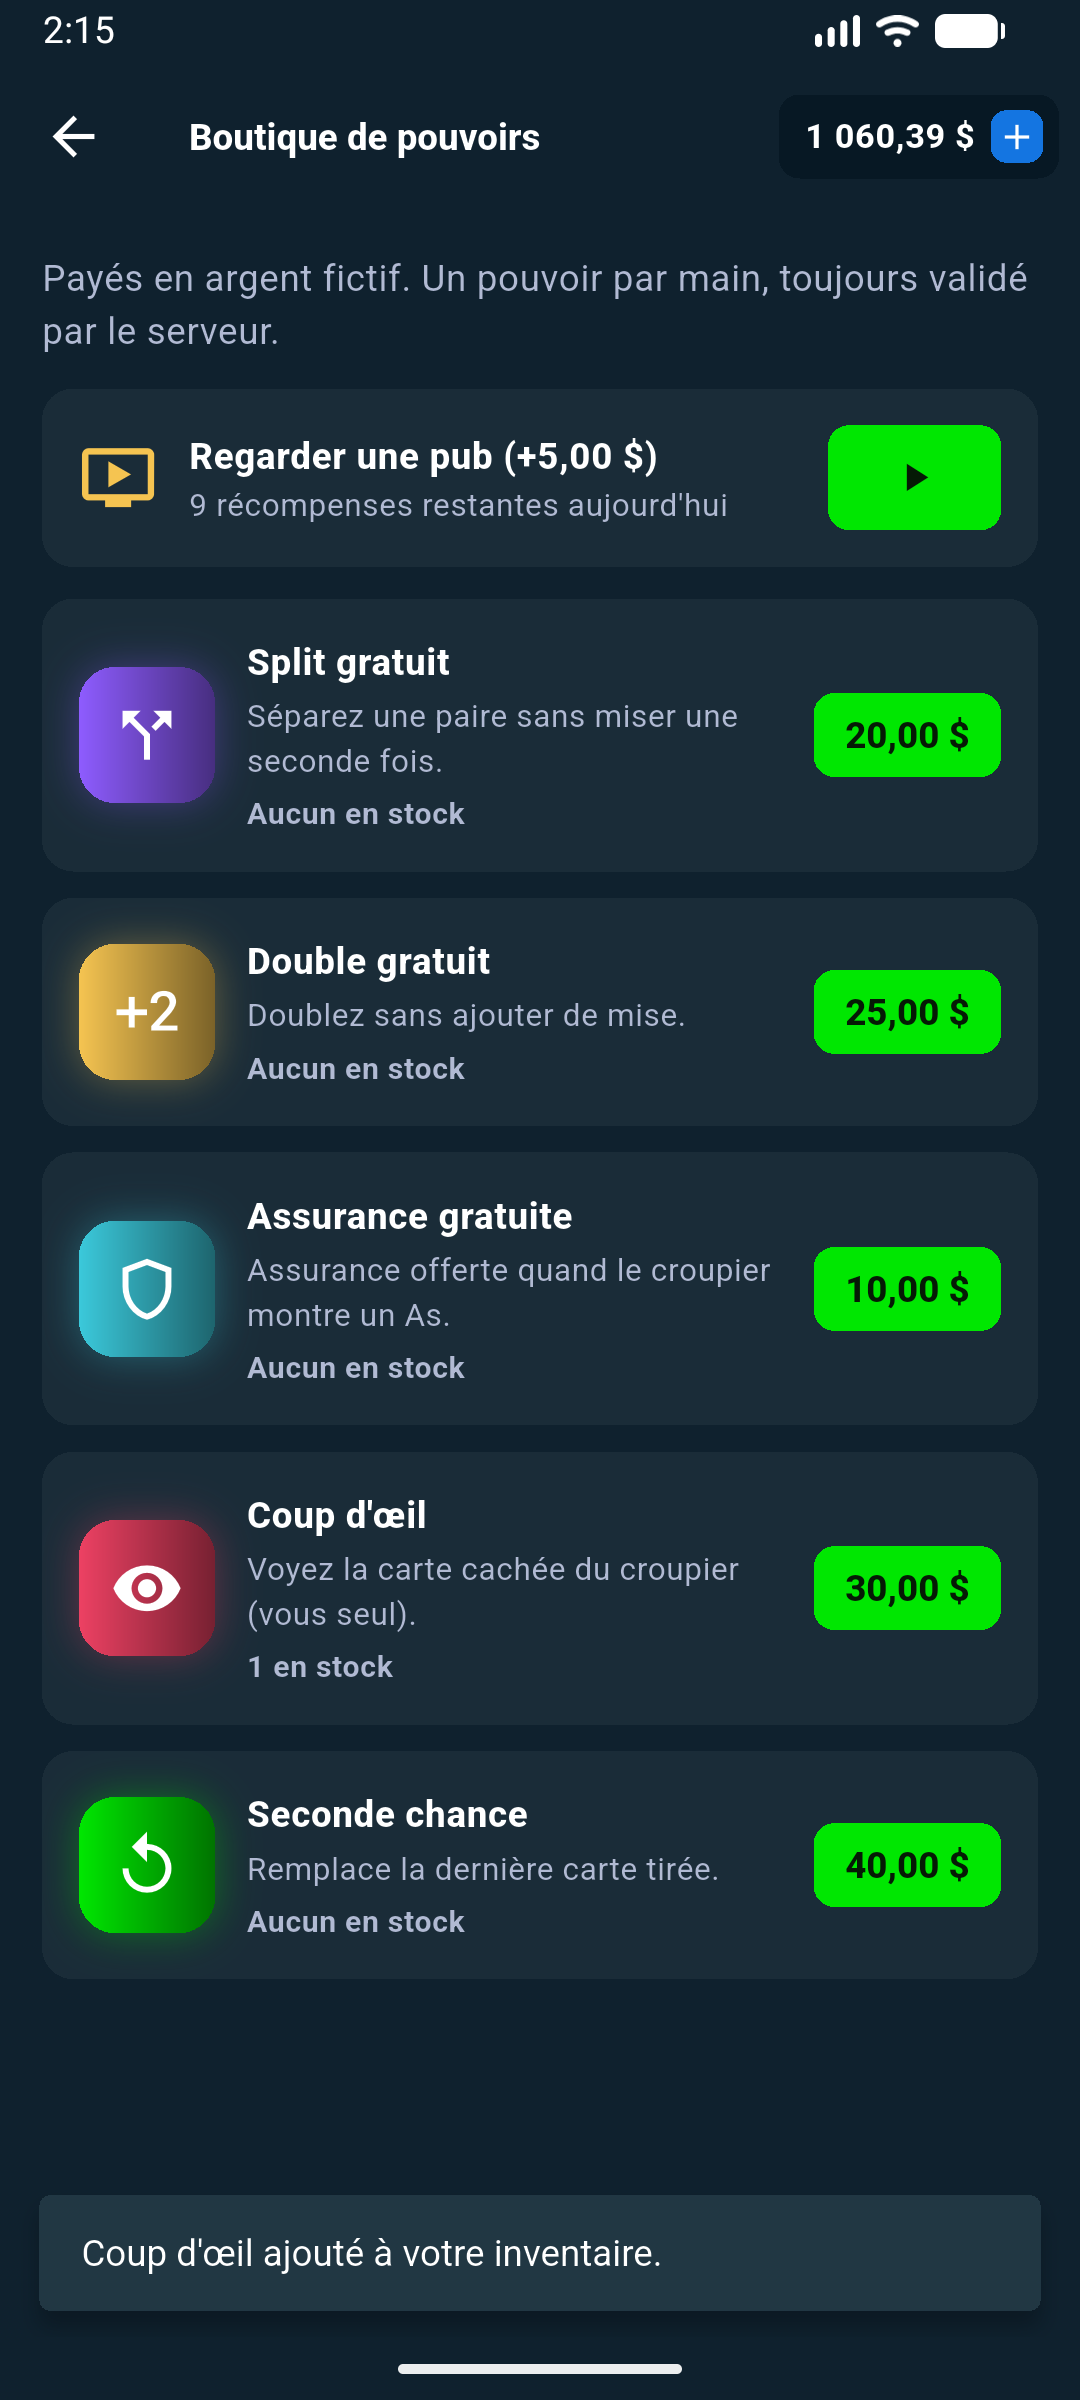 2:15
Boutique de pouvoirs
1 060,39 $
Payés en argent fictif. Un pouvoir par main, toujours validé
par le serveur.
Regarder une pub (+5,00 $)
9 récompenses restantes aujourd'hui
Split gratuit
Séparez une paire sans miser une
seconde fois.
Aucun en stock
20,00 $
+2
Double gratuit
Doublez sans ajouter de mise.
Aucun en stock
25,00 $
Assurance gratuite
Assurance offerte quand le croupier
montre un As.
Aucun en stock
10,00 $
Coup d'œil
Voyez la carte cachée du croupier
(vous seul).
1 en stock
30,00 $
Seconde chance
Remplace la dernière carte tirée.
Aucun en stock
40,00 $
Coup d'œil ajouté à votre inventaire.